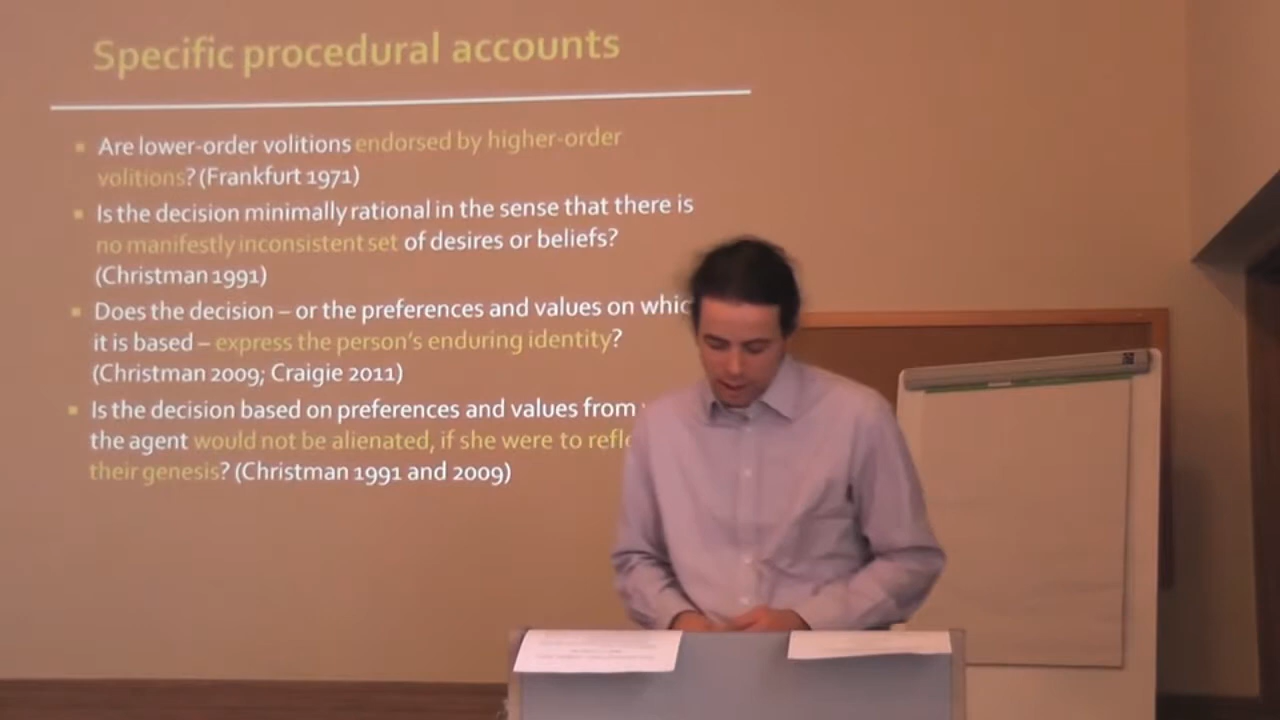 Specific procedural accounts
▪ Are lower-order volitions endorsed by higher-order
volitions? (Frankfurt 1971)
▪ Is the decision minimally rational in the sense that there is
no manifestly inconsistent set of desires or beliefs?
(Christman 1991)
▪ Does the decision – or the preferences and values on
it is based – express the person's enduring identity?
(Christman 2009; Craigie 2011)
▪ Is the decision based on preferences and values from
the agent would not be alienated, if she were to
their genesis? (Christman 1991 and 2009)